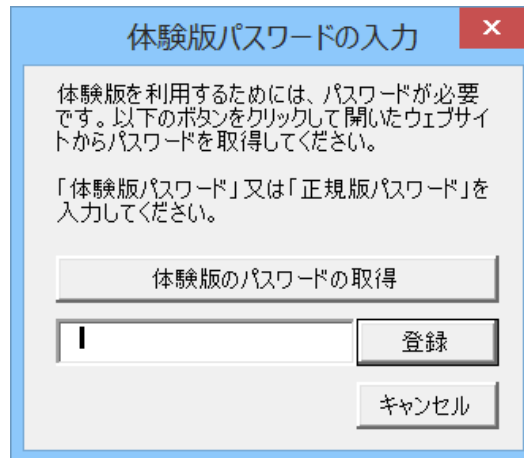 体験版パスワードの入力
体験版を利用するためには、パスワードが必要
です。以下のボタンをクリックして開いたウェブサイ
トからパスワードを取得してください。
「体験版パスワード」又は「正規版パスワード」を
入力してください。
体験版のパスワードの取得
登録
キャンセル